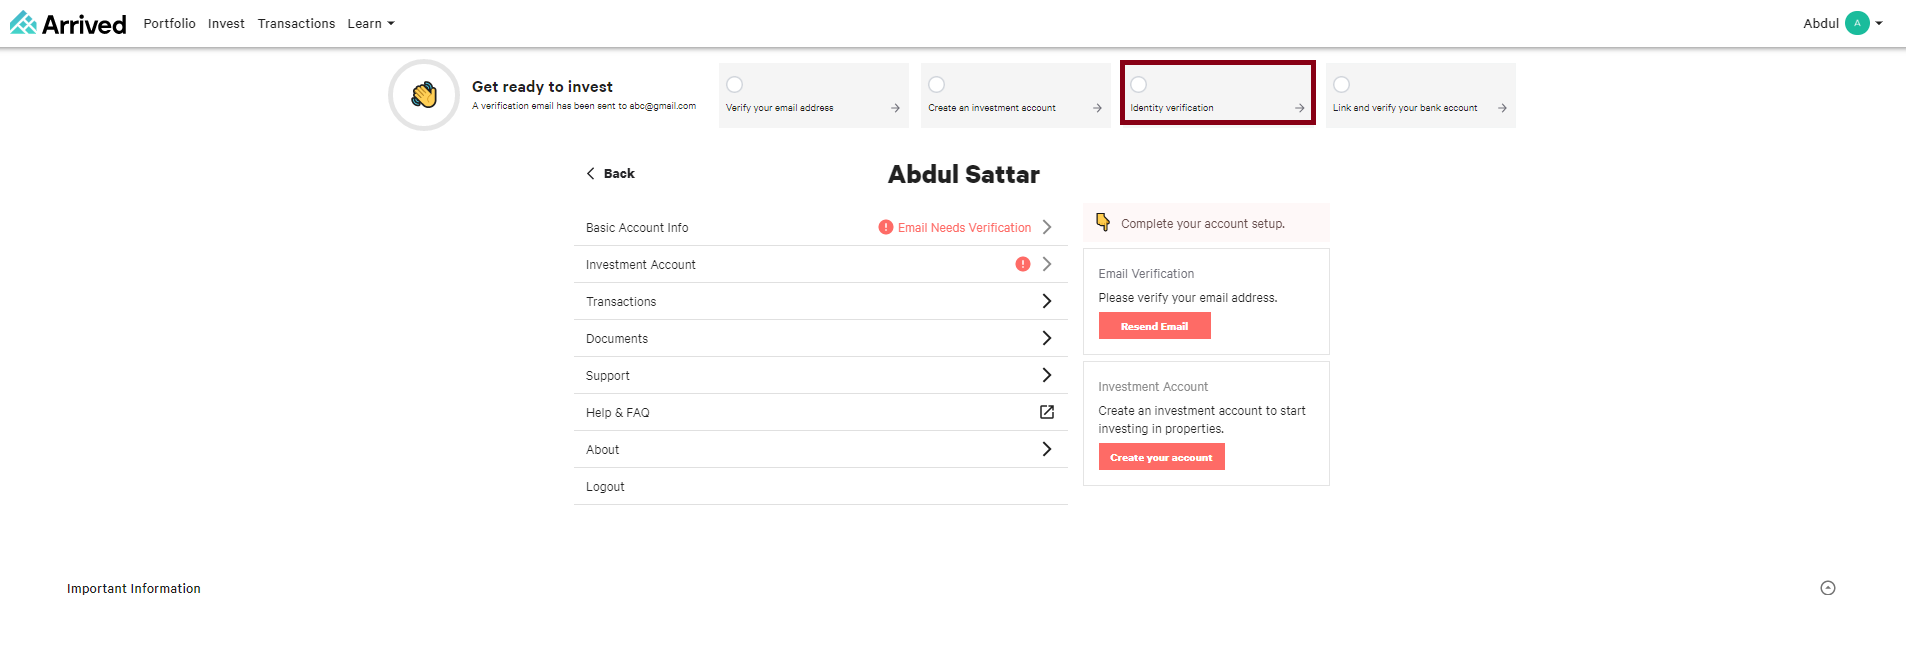 Arrived Portfolio Invest Transactions Learn Abdul A
Get ready to invest
A verification email has been sent to abc@gmail.com
Verify your email address
Create an investment account
Identity verification
Link and verify your bank account
Back
Abdul Sattar
Basic Account Info Email Needs Verification
Investment Account
Transactions
Documents
Support
Help & FAQ
About
Logout
Complete your account setup.
Email Verification
Please verify your email address.
Resend Email
Investment Account
Create an investment account to start
investing in properties.
Create your account
Important Information